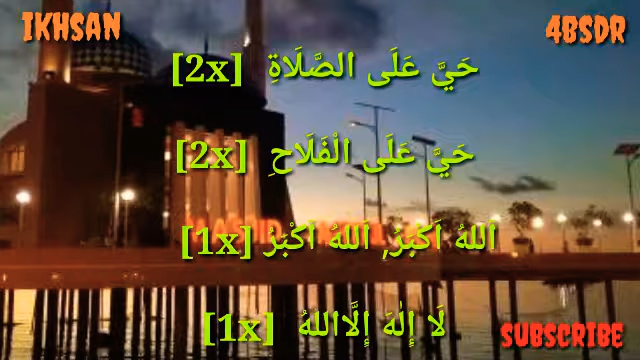 IKHSAN
4BSDR
حَيَّ عَلَى الصَّلَاةِ [2x]
حَيَّ عَلَى الْفَلَاحِ [2x]
اَللهُ اَكْبَرُ, اَللهُ اَكْبَرُ [1x]
لَا إِلٰهَ إِلَّااللهُ [1x]
SUBSCRIBE